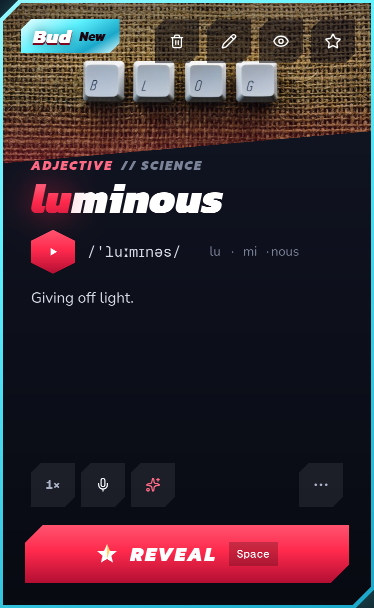 Bud New
B L O G
ADJECTIVE // SCIENCE
luminous
/ˈluːmɪnəs/ lu · mi · nous
Giving off light.
1×
REVEAL Space